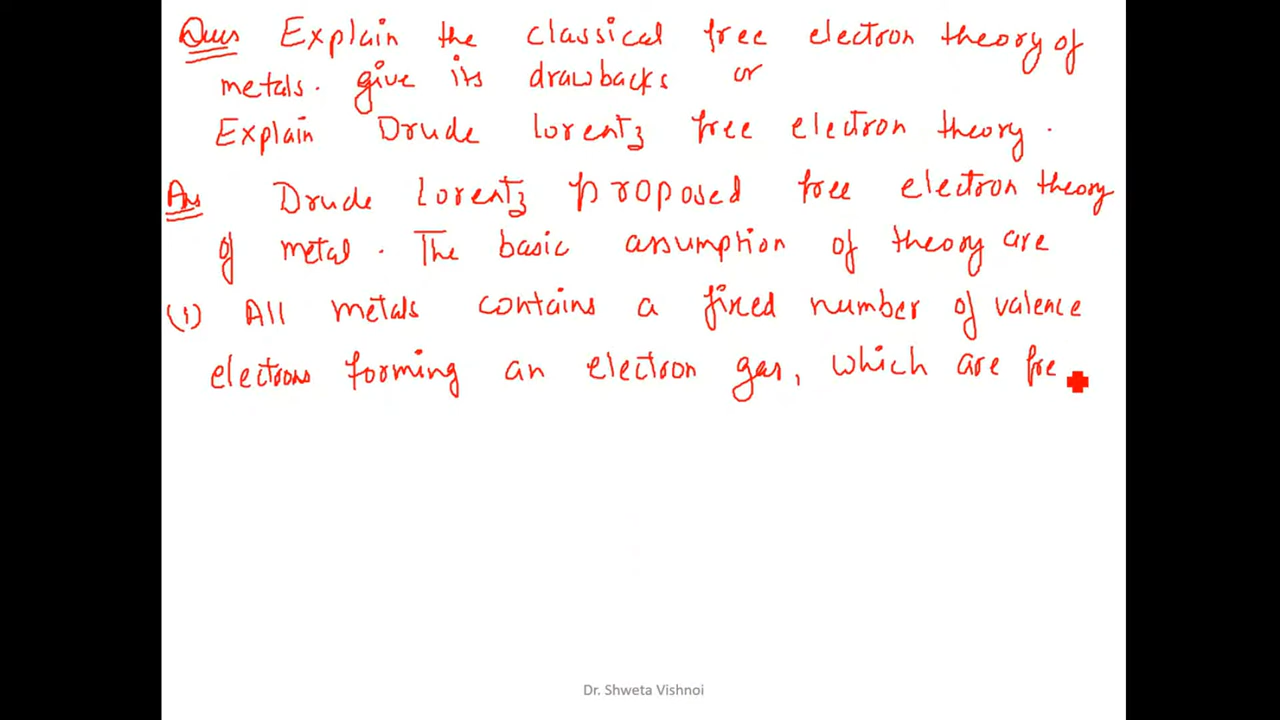 Ques Explain the classical free electron theory of
metals. give its drawbacks or
Explain Drude lorentz free electron theory.
Ans Drude lorentz proposed free electron theory
of metal. The basic assumption of theory are
(1) All metals contains a fixed number of valence
electrons forming an electron gas, which are fre
Dr. Shweta Vishnoi